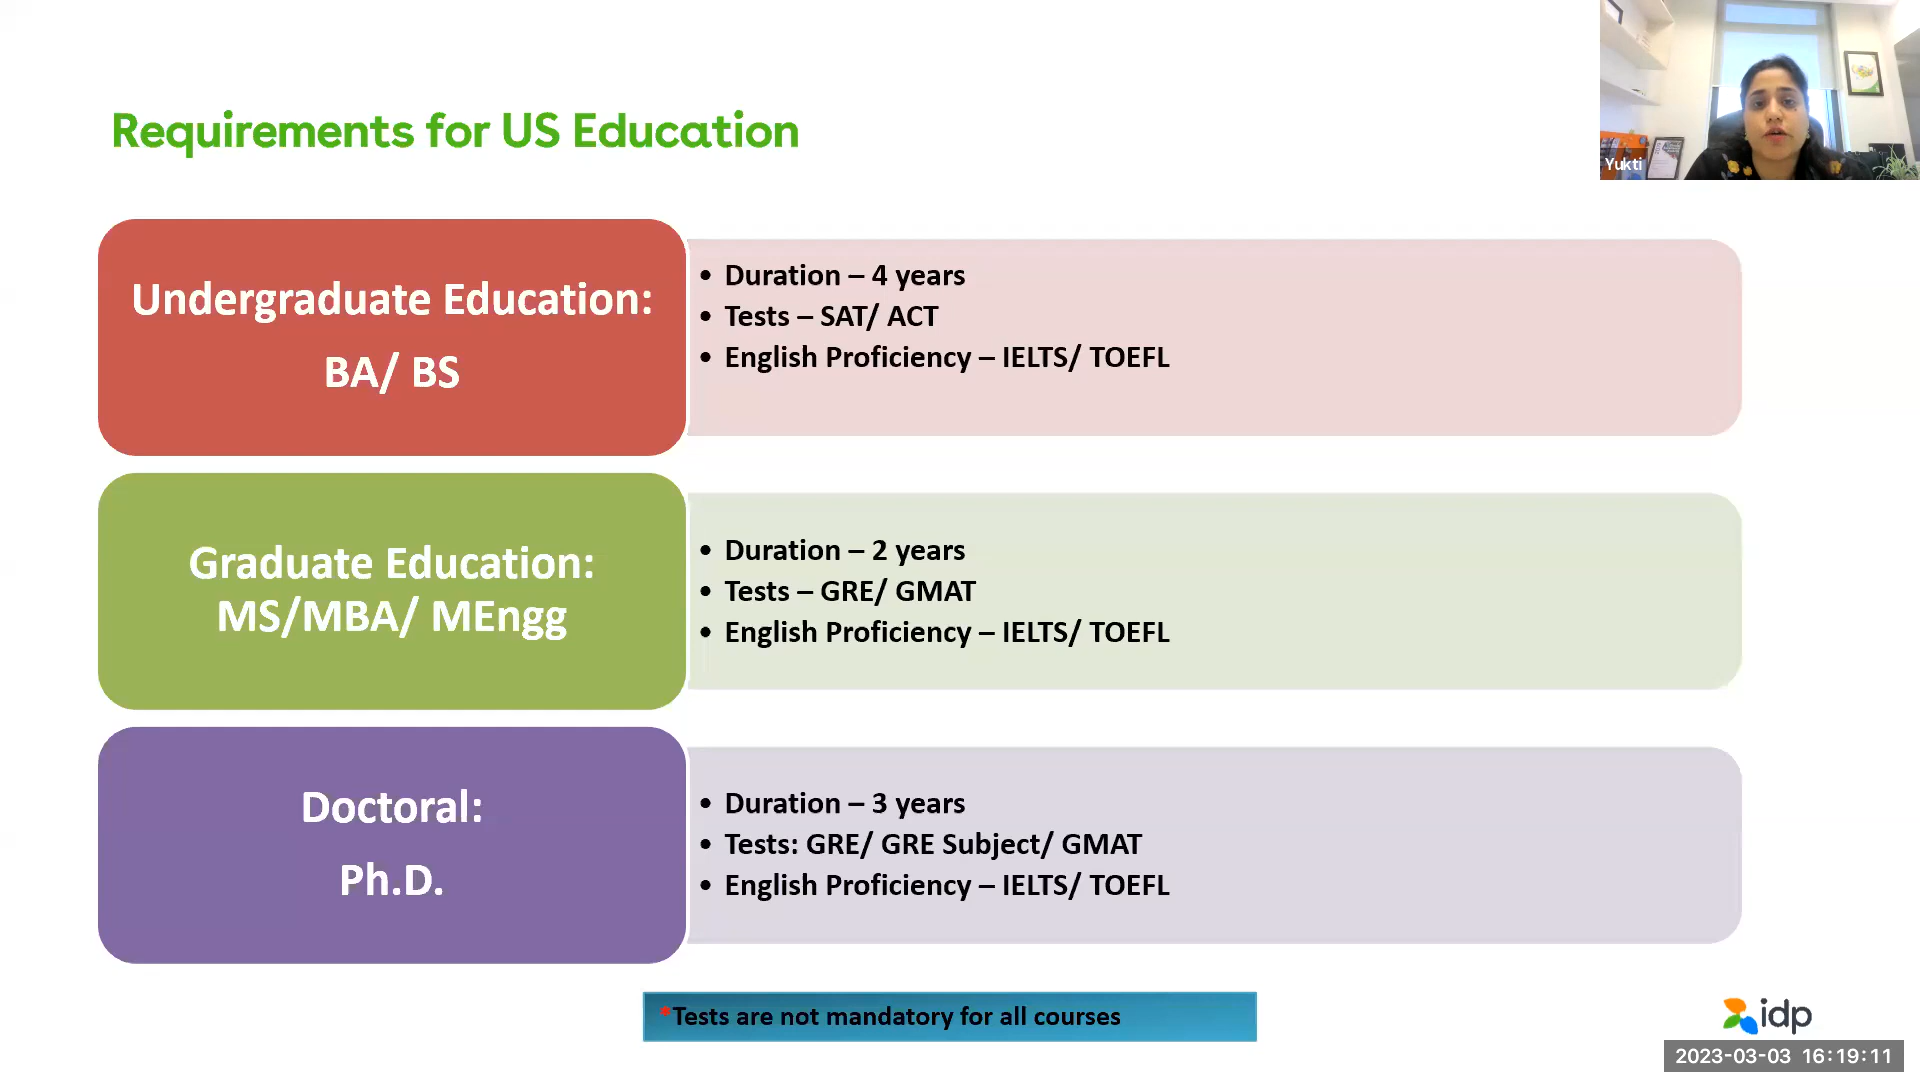 Requirements for US Education
Yukti
Undergraduate Education:
BA/ BS
• Duration – 4 years
• Tests – SAT/ ACT
• English Proficiency – IELTS/ TOEFL
Graduate Education:
MS/MBA/ MEngg
• Duration – 2 years
• Tests – GRE/ GMAT
• English Proficiency – IELTS/ TOEFL
Doctoral:
Ph.D.
• Duration – 3 years
• Tests: GRE/ GRE Subject/ GMAT
• English Proficiency – IELTS/ TOEFL
*Tests are not mandatory for all courses
idp
2023-03-03 16:19:11